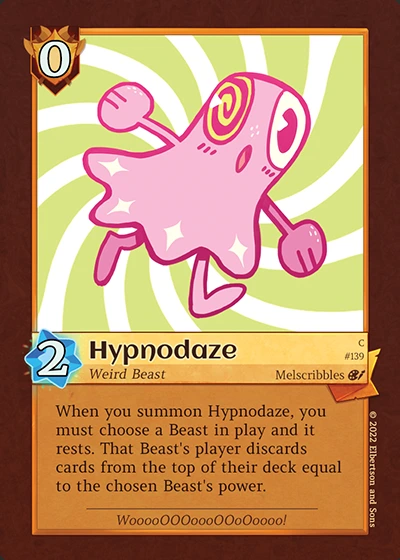 0
2
Hypnodaze
C
#139
Weird Beast
Melscribbles
When you summon Hypnodaze, you
must choose a Beast in play and it
rests. That Beast's player discards
cards from the top of their deck equal
to the chosen Beast's power.
WooooOOOoooOOoOoooo!
© 2022 Elbertson and Sons